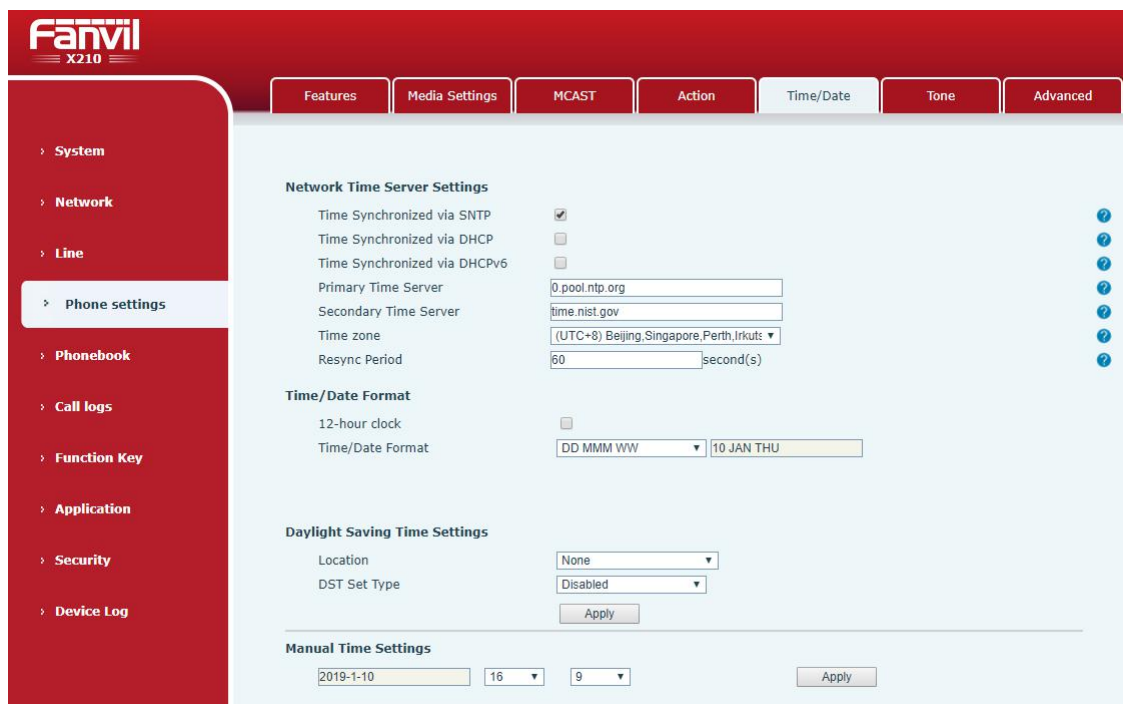 Fanvil
X210
Features Media Settings MCAST Action Time/Date Tone Advanced
› System
› Network
› Line
› Phone settings
› Phonebook
› Call logs
› Function Key
› Application
› Security
› Device Log
Network Time Server Settings
Time Synchronized via SNTP ?
Time Synchronized via DHCP ?
Time Synchronized via DHCPv6 ?
Primary Time Server 0.pool.ntp.org ?
Secondary Time Server time.nist.gov ?
Time zone (UTC+8) Beijing,Singapore,Perth,Irkuts ?
Resync Period 60 second(s) ?
Time/Date Format
12-hour clock
Time/Date Format DD MMM WW 10 JAN THU
Daylight Saving Time Settings
Location None
DST Set Type Disabled
Apply
Manual Time Settings
2019-1-10 16 9 Apply